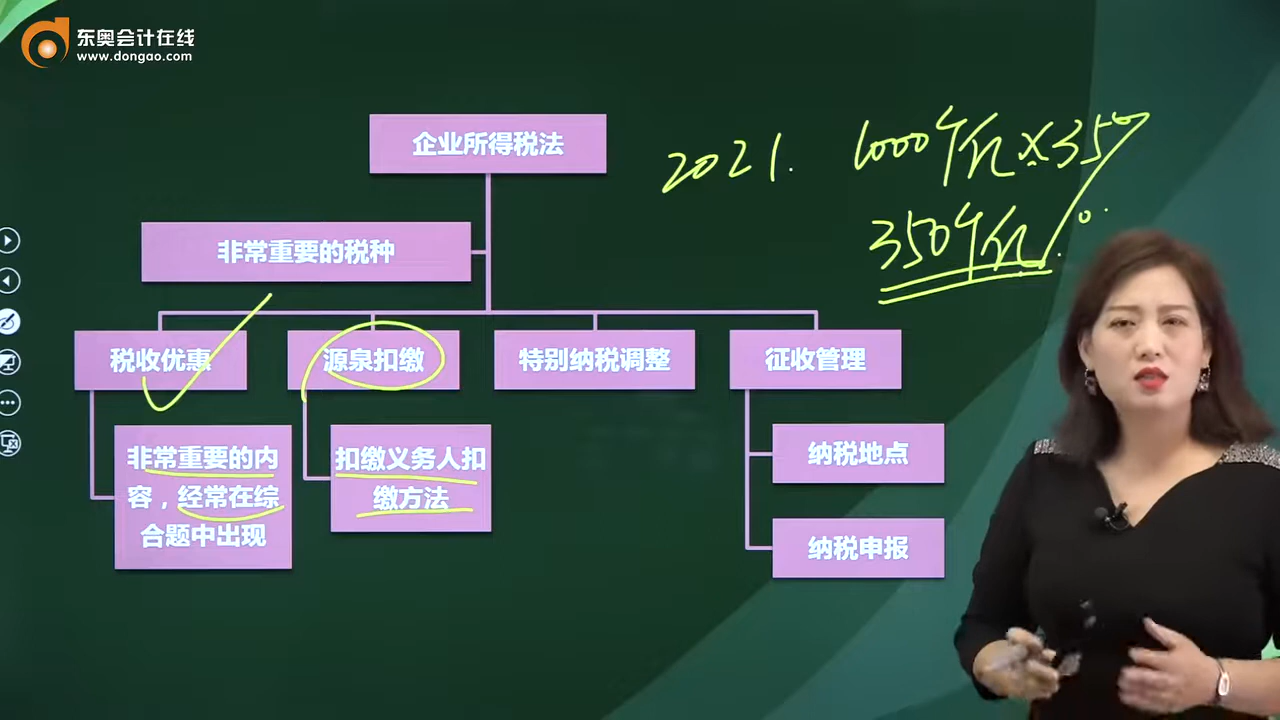 东奥会计在线
www.dongao.com
企业所得税法
2021.
1000个亿×35%
350个亿
非常重要的税种
税收优惠
源泉扣缴
特别纳税调整
征收管理
非常重要的内
容，经常在综
合题中出现
扣缴义务人扣
缴方法
纳税地点
纳税申报